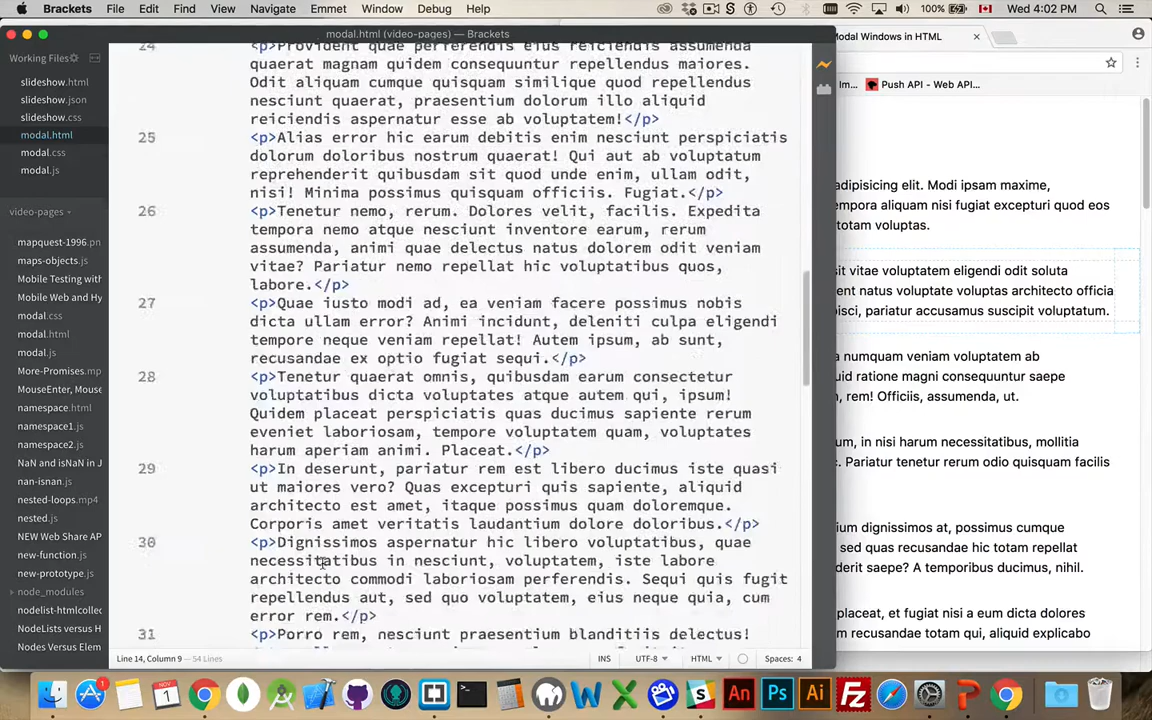 Brackets File Edit Find View Navigate Emmet Window Debug Help 100% Wed 4:02 PM
modal.html (video-pages) — Brackets
Modal Windows in HTML
Working Files
slideshow.html
slideshow.json
slideshow.css
modal.html
modal.css
modal.js
video-pages
mapquest-1996.pn
maps-objects.js
Mobile Testing with
Mobile Web and Hy
modal.css
modal.html
modal.js
More-Promises.mp
MouseEnter, Mouse
namespace.html
namespace1.js
namespace2.js
NaN and isNaN in J
nan-isnan.js
nested-loops.mp4
nested.js
NEW Web Share AP
new-function.js
new-prototype.js
node_modules
nodelist-htmlcollec
NodeLists versus H
Nodes Versus Elem
24 <p>Provident quae perferendis eius reiciendis assumenda
quaerat magnam quidem consequuntur repellendus maiores.
Odit aliquam cumque quisquam similique quod repellendus
nesciunt quaerat, praesentium dolorum illo aliquid
reiciendis aspernatur esse ab voluptatem!</p>
25 <p>Alias error hic earum debitis enim nesciunt perspiciatis
dolorum doloribus nostrum quaerat! Qui aut ab voluptatum
reprehenderit quibusdam sit quod unde enim, ullam odit,
nisi! Minima possimus quisquam officiis. Fugiat.</p>
26 <p>Tenetur nemo, rerum. Dolores velit, facilis. Expedita
tempora nemo atque nesciunt inventore earum, rerum
assumenda, animi quae delectus natus dolorem odit veniam
vitae? Pariatur nemo repellat hic voluptatibus quos,
labore.</p>
27 <p>Quae iusto modi ad, ea veniam facere possimus nobis
dicta ullam error? Animi incidunt, deleniti culpa eligendi
tempore neque veniam repellat! Autem ipsum, ab sunt,
recusandae ex optio fugiat sequi.</p>
28 <p>Tenetur quaerat omnis, quibusdam earum consectetur
voluptatibus dicta voluptates atque autem qui, ipsum!
Quidem placeat perspiciatis quas ducimus sapiente rerum
eveniet laboriosam, tempore voluptatem quam, voluptates
harum aperiam animi. Placeat.</p>
29 <p>In deserunt, pariatur rem est libero ducimus iste quasi
ut maiores vero? Quas excepturi quis sapiente, aliquid
architecto est amet, itaque possimus quam doloremque.
Corporis amet veritatis laudantium dolore doloribus.</p>
30 <p>Dignissimos aspernatur hic libero voluptatibus, quae
necessitatibus in nesciunt, voluptatem, iste labore
architecto commodi laboriosam perferendis. Sequi quis fugit
repellendus aut, sed quo voluptatem, eius neque quia, cum
error rem.</p>
31 <p>Porro rem, nesciunt praesentium blanditiis delectus!
Line 14, Column 9 — 54 Lines INS UTF-8 HTML Spaces: 4
Im... Push API - Web API...
adipisicing elit. Modi ipsam maxime,
empora aliquam nisi fugiat excepturi quod eos
totam voluptas.
sit vitae voluptatem eligendi odit soluta
ent natus voluptate voluptas architecto officia
isci, pariatur accusamus suscipit voluptatum.
a numquam veniam voluptatem ab
uid ratione magni consequuntur saepe
, rem! Officiis, assumenda, ut.
um, in nisi harum necessitatibus, mollitia
. Pariatur tenetur rerum odio quisquam facilis
ium dignissimos at, possimus cumque
sed quas recusandae hic voluptatum
serunt saepe? A temporibus ducimus, nihil.
placeat, et fugiat nisi a eum dicta dolores
m recusandae totam qui, aliquid explicabo